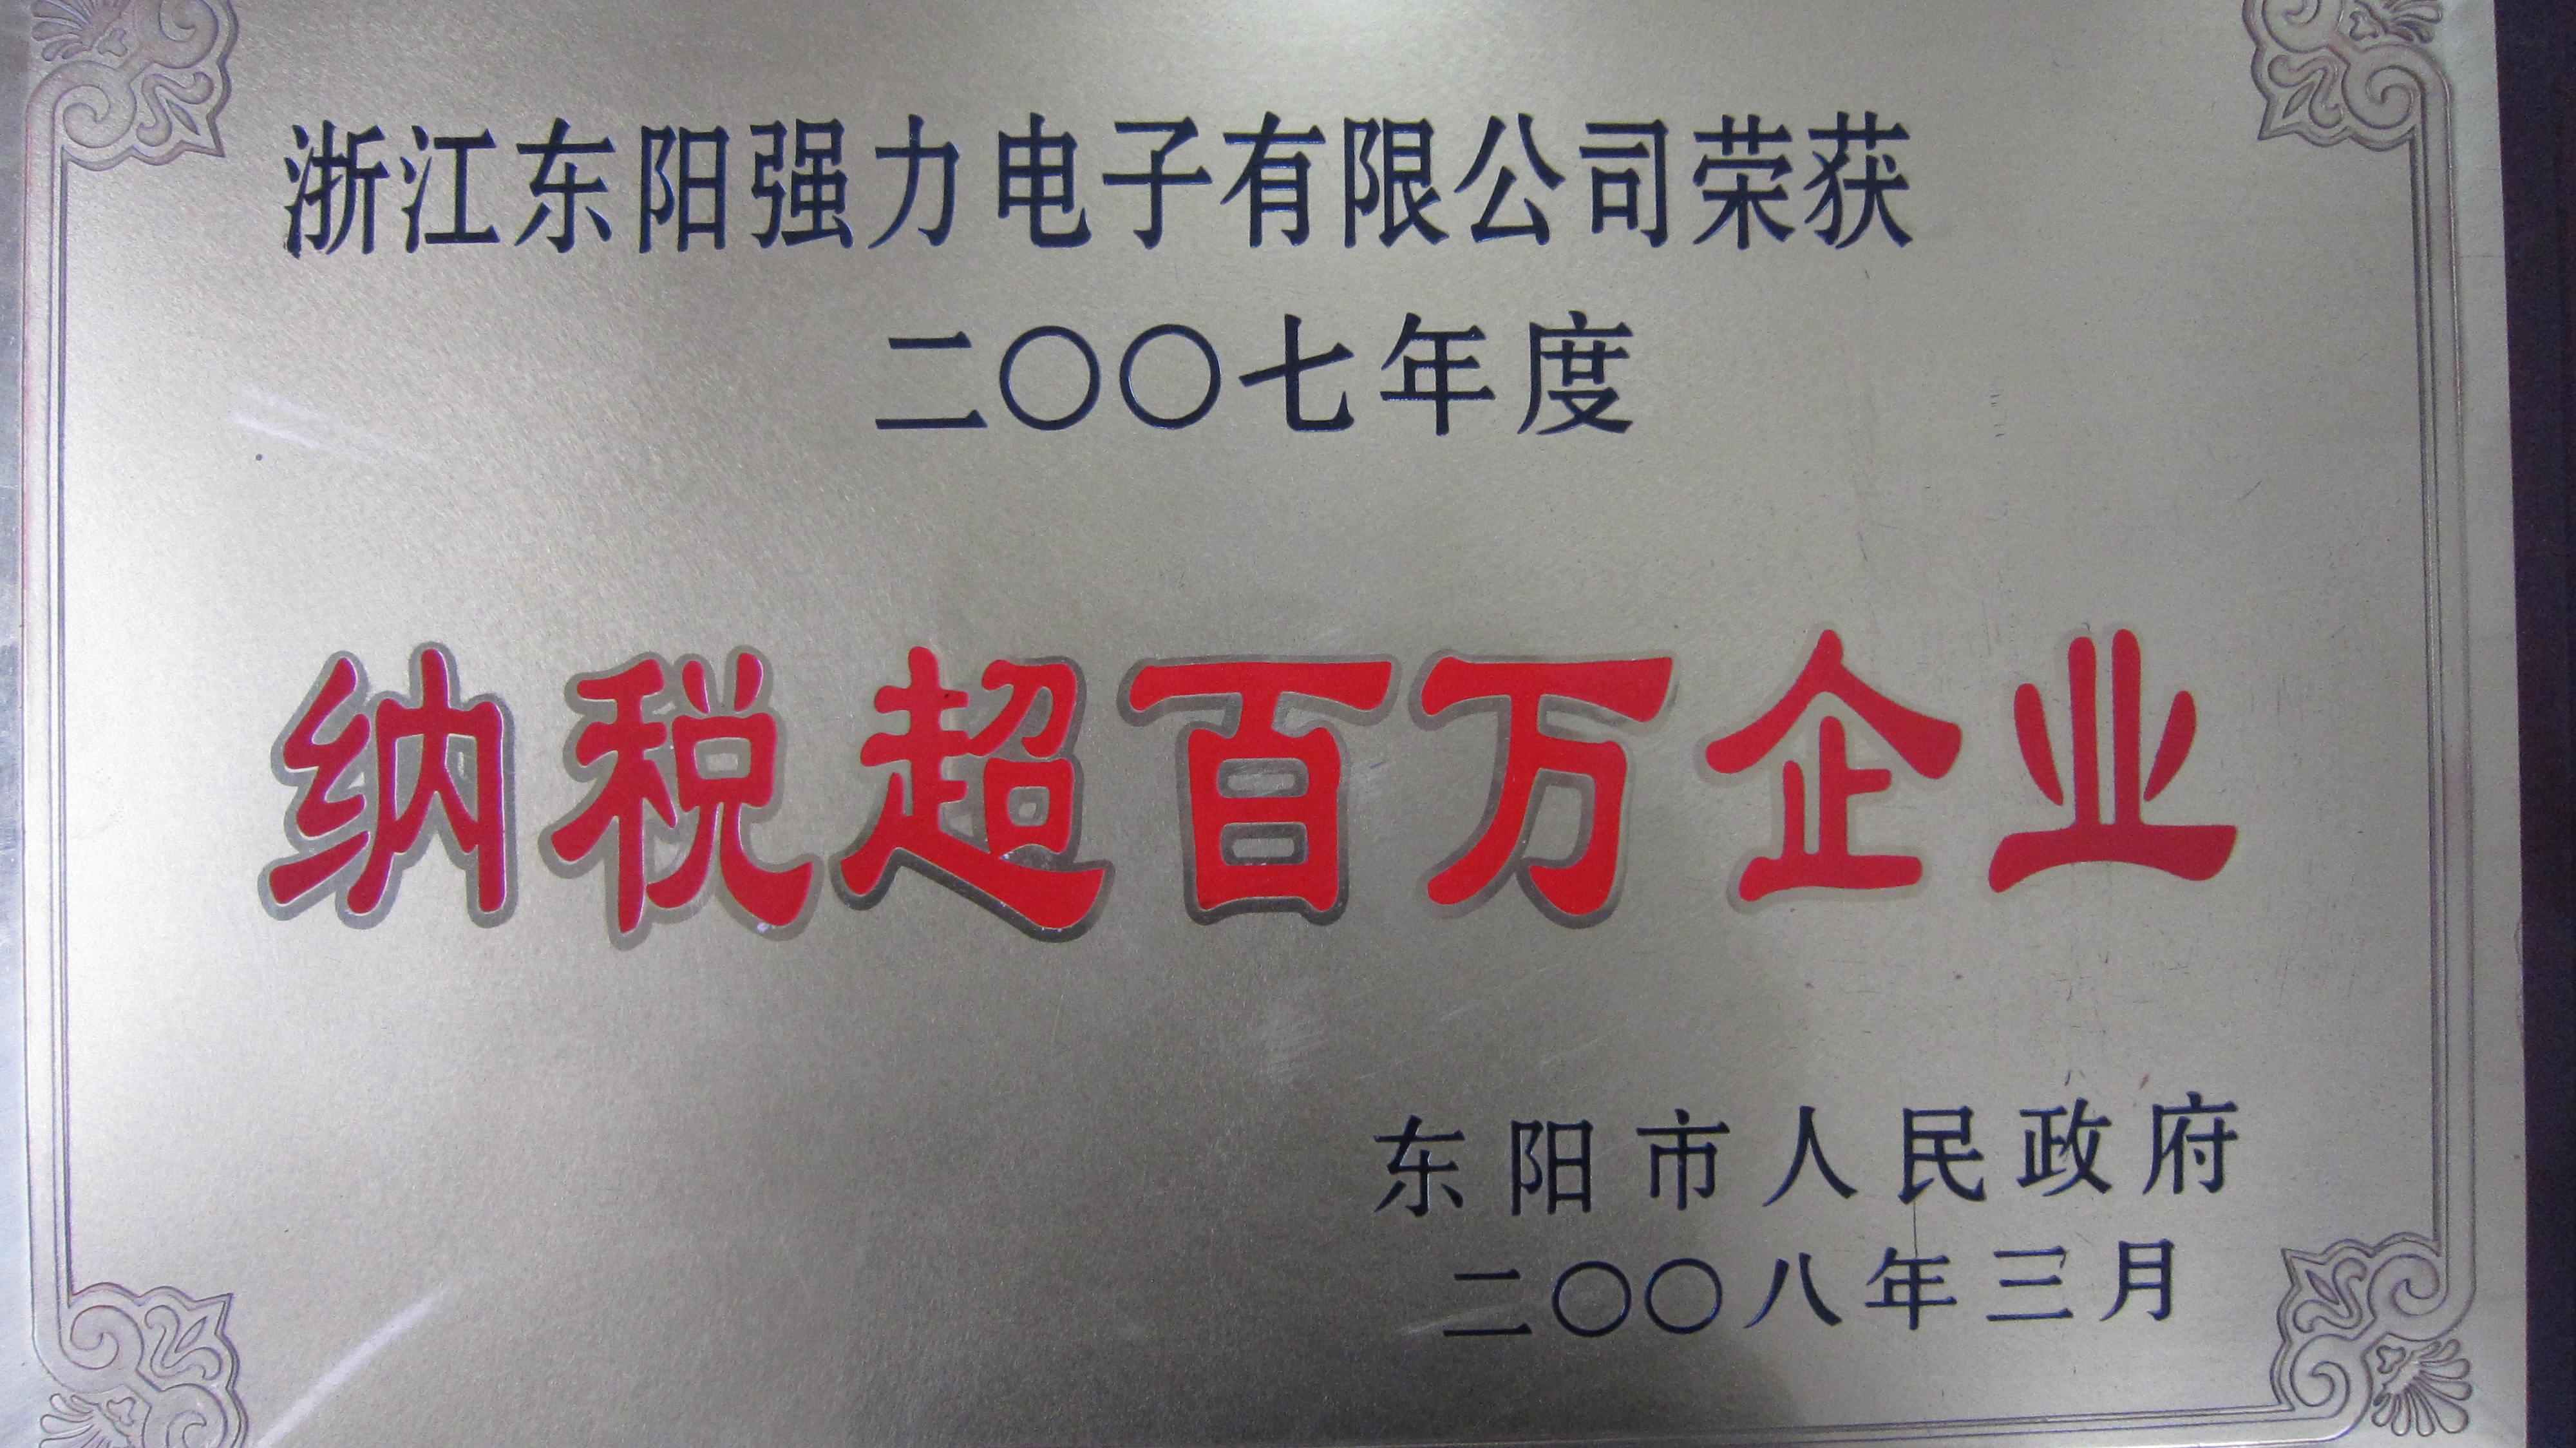 浙江东阳强力电子有限公司荣获
二〇〇七年度
纳税超百万企业
东阳市人民政府
二〇〇八年三月